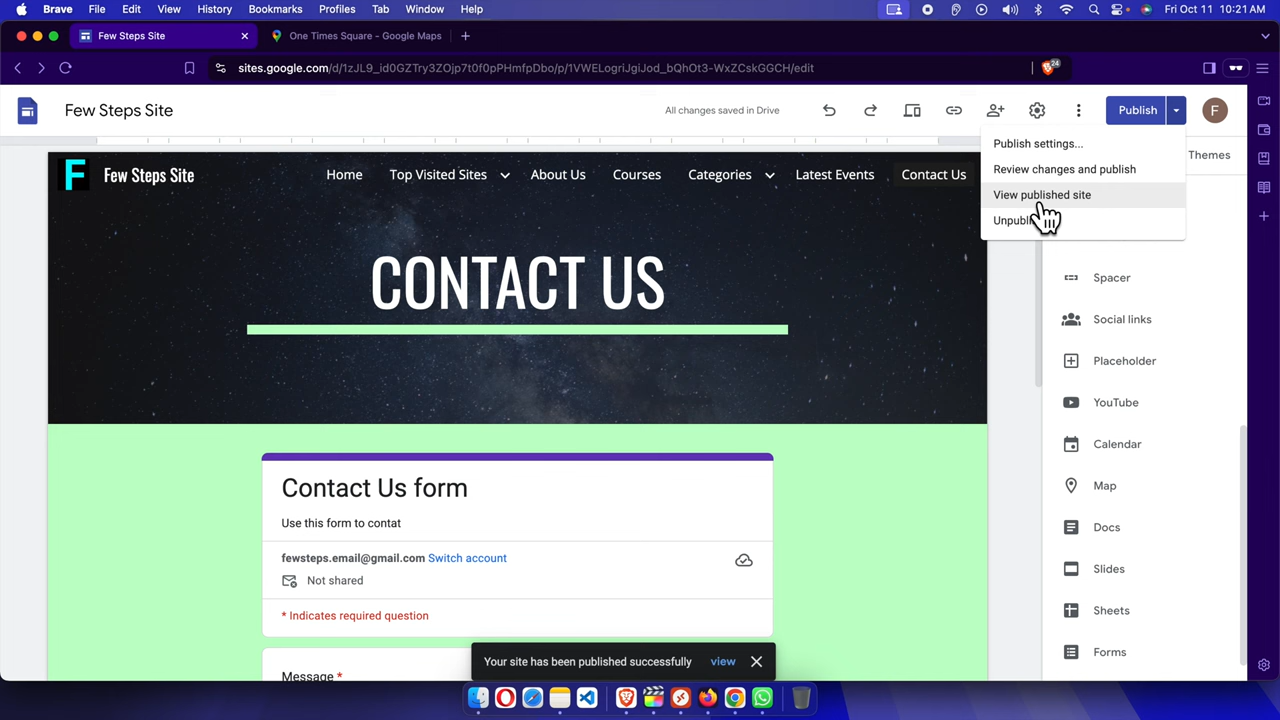 Brave File Edit View History Bookmarks Profiles Tab Window Help Fri Oct 11 10:21 AM
Few Steps Site One Times Square - Google Maps
sites.google.com/d/1zJL9_id0GZTry3ZOjp7t0f0pPHmfpDbo/p/1VWELogriJgiJod_bQhOt3-WxZCskGGCH/edit 24
Few Steps Site All changes saved in Drive Publish F
Publish settings...
Themes
Review changes and publish
F Few Steps Site Home Top Visited Sites About Us Courses Categories Latest Events Contact Us
View published site
CONTACT US
Spacer
Social links
Placeholder
YouTube
Calendar
Map
Docs
Slides
Sheets
Forms
Contact Us form
Use this form to contat
fewsteps.email@gmail.com Switch account
Not shared
* Indicates required question
Your site has been published successfully view
Message *